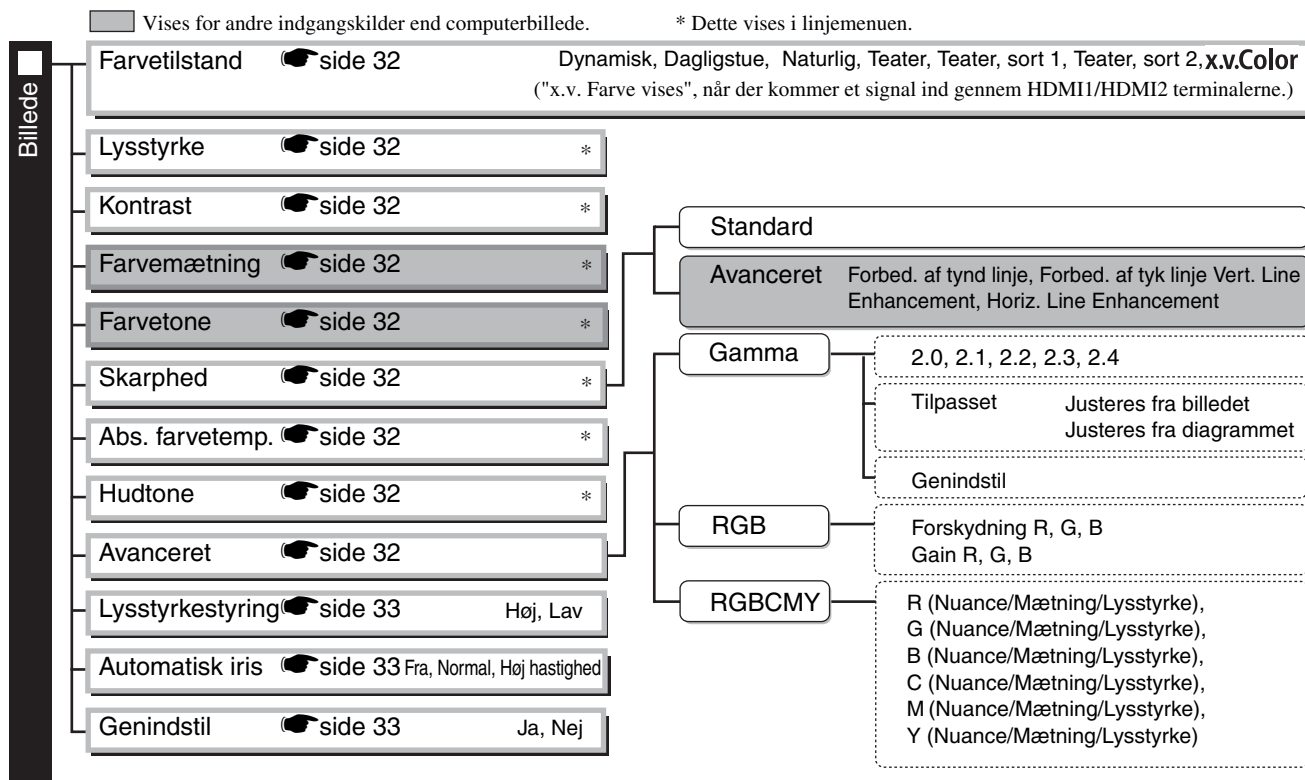 Vises for andre indgangskilder end computerbillede. * Dette vises i linjemenuen.
Billede
Farvetilstand side 32 Dynamisk, Dagligstue, Naturlig, Teater, Teater, sort 1, Teater, sort 2, x.v.Color
("x.v. Farve vises", når der kommer et signal ind gennem HDMI1/HDMI2 terminalerne.)
Lysstyrke side 32 *
Kontrast side 32 *
Farvemætning side 32 *
Farvetone side 32 *
Skarphed side 32 *
Abs. farvetemp. side 32 *
Hudtone side 32 *
Avanceret side 32
Lysstyrkestyring side 33 Høj, Lav
Automatisk iris side 33 Fra, Normal, Høj hastighed
Genindstil side 33 Ja, Nej
Standard
Avanceret Forbed. af tynd linje, Forbed. af tyk linje Vert. Line
Enhancement, Horiz. Line Enhancement
Gamma
2.0, 2.1, 2.2, 2.3, 2.4
Tilpasset Justeres fra billedet
Justeres fra diagrammet
Genindstil
RGB
Forskydning R, G, B
Gain R, G, B
RGBCMY
R (Nuance/Mætning/Lysstyrke),
G (Nuance/Mætning/Lysstyrke),
B (Nuance/Mætning/Lysstyrke),
C (Nuance/Mætning/Lysstyrke),
M (Nuance/Mætning/Lysstyrke),
Y (Nuance/Mætning/Lysstyrke)